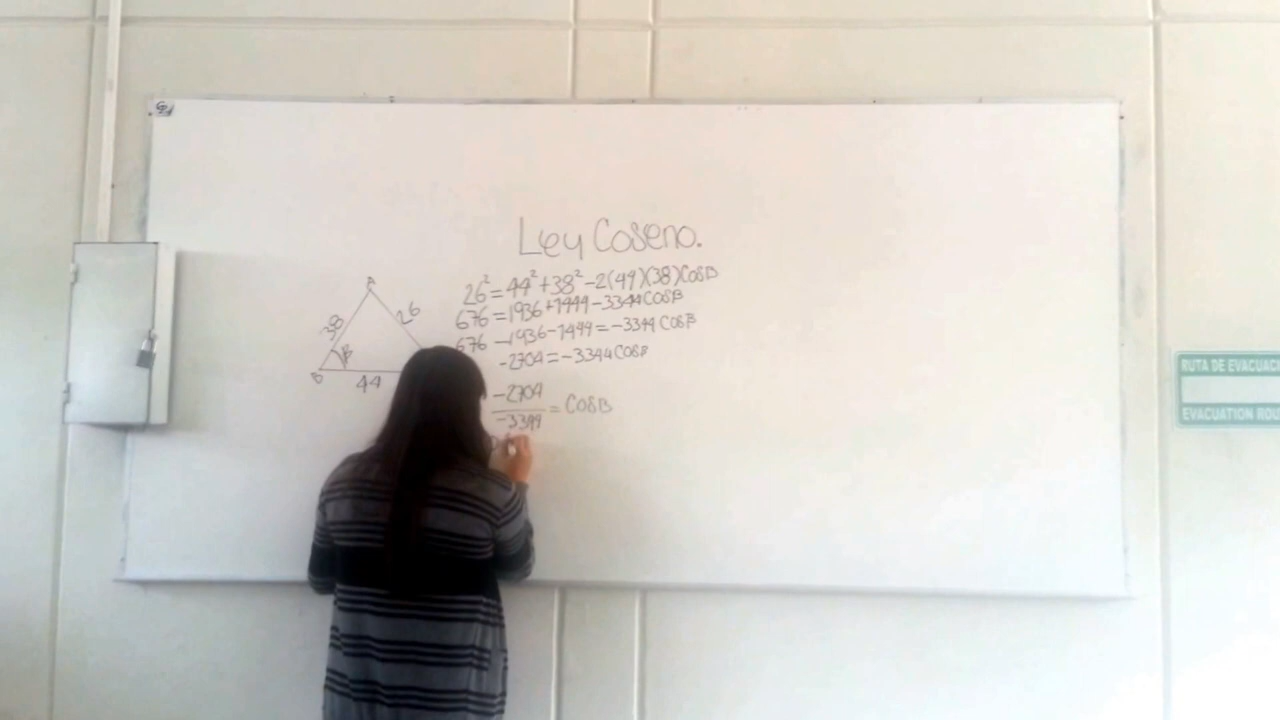 Ley Coseno.
A
38
26
B
B
44
26² = 44² + 38² - 2(44)(38) CosB
676 = 1936 + 1444 - 3344 CosB
676 - 1936 - 1444 = -3344 CosB
-2704 = -3344 CosB
-2704
-3344 = CosB
RUTA DE EVACUAC
EVACUATION ROU